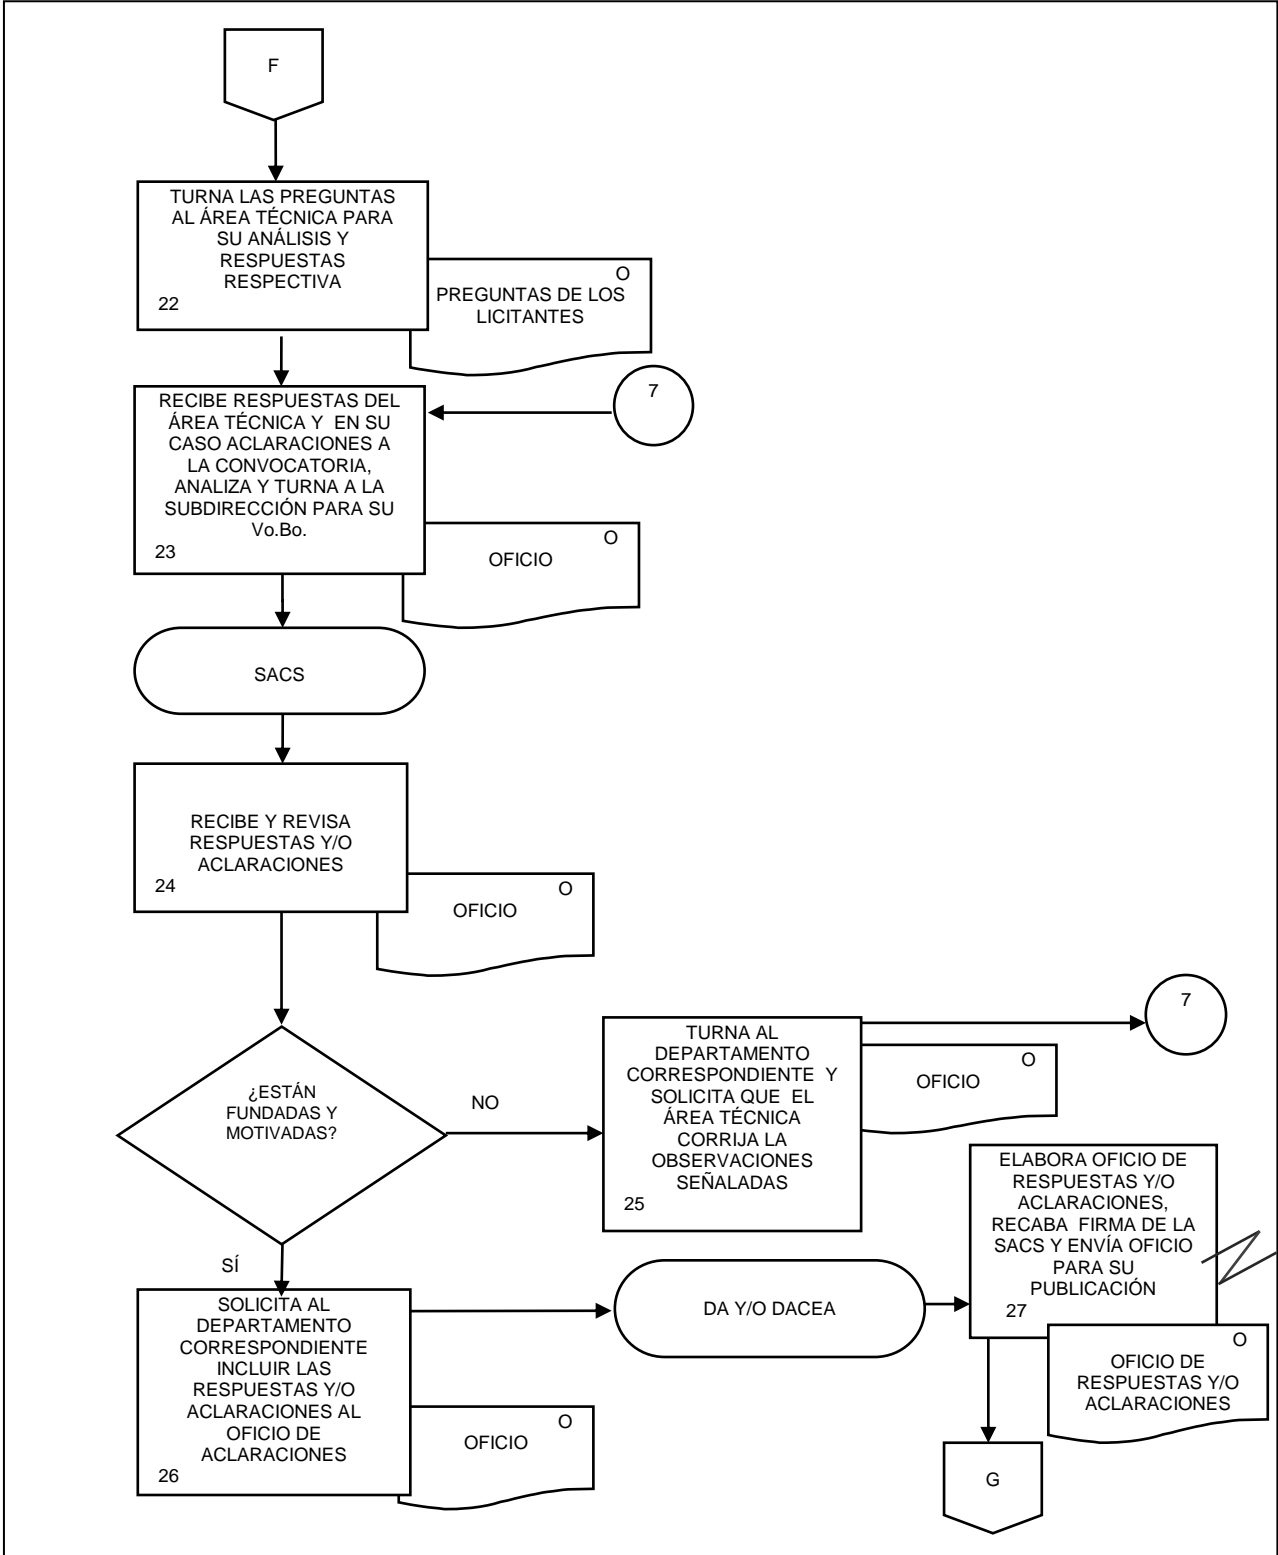 F
TURNA LAS PREGUNTAS
AL ÁREA TÉCNICA PARA
SU ANÁLISIS Y
RESPUESTAS
RESPECTIVA
22
O
PREGUNTAS DE LOS
LICITANTES
7
RECIBE RESPUESTAS DEL
ÁREA TÉCNICA Y EN SU
CASO ACLARACIONES A
LA CONVOCATORIA,
ANALIZA Y TURNA A LA
SUBDIRECCIÓN PARA SU
Vo.Bo.
23
O
OFICIO
SACS
RECIBE Y REVISA
RESPUESTAS Y/O
ACLARACIONES
24
O
OFICIO
¿ESTÁN
FUNDADAS Y
MOTIVADAS?
NO
TURNA AL
DEPARTAMENTO
CORRESPONDIENTE Y
SOLICITA QUE EL
ÁREA TÉCNICA
CORRIJA LA
OBSERVACIONES
SEÑALADAS
25
O
OFICIO
7
SÍ
SOLICITA AL
DEPARTAMENTO
CORRESPONDIENTE
INCLUIR LAS
RESPUESTAS Y/O
ACLARACIONES AL
OFICIO DE
ACLARACIONES
26
O
OFICIO
DA Y/O DACEA
ELABORA OFICIO DE
RESPUESTAS Y/O
ACLARACIONES,
RECABA FIRMA DE LA
SACS Y ENVÍA OFICIO
PARA SU
PUBLICACIÓN
27
O
OFICIO DE
RESPUESTAS Y/O
ACLARACIONES
G